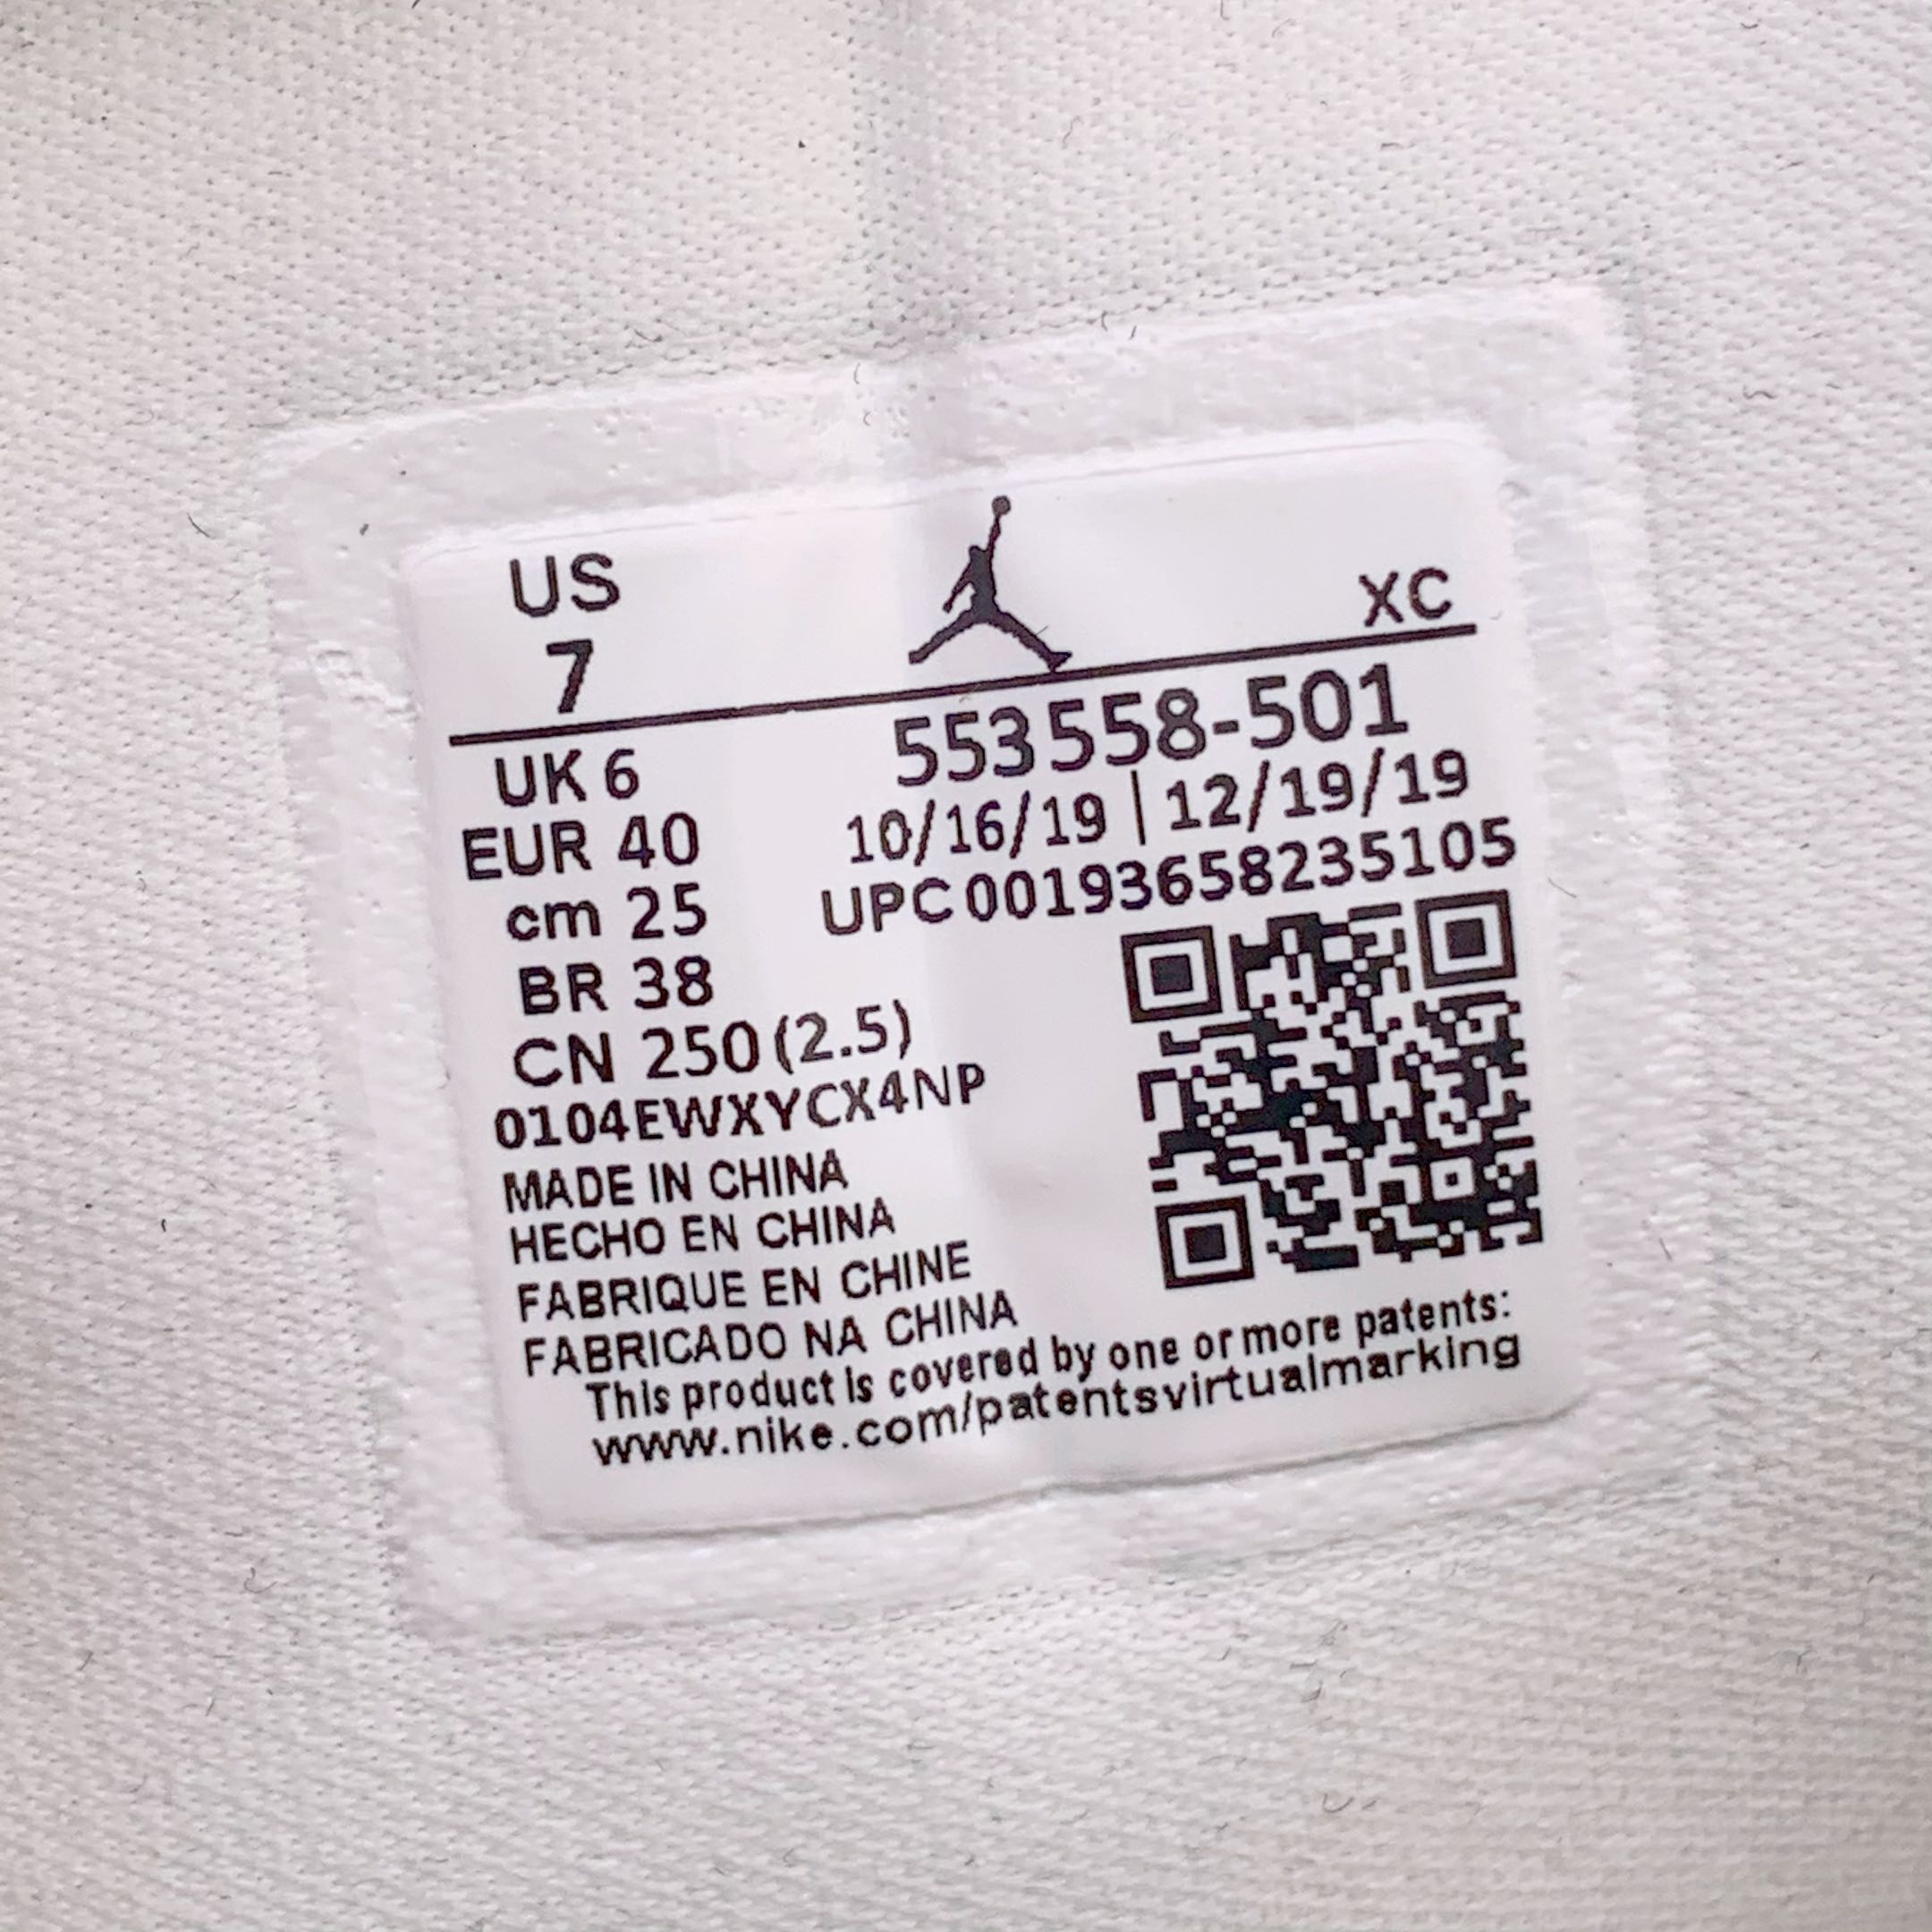 US
7
XC
UK 6
553558-501
EUR 40
10/16/19 | 12/19/19
cm 25
UPC 00193658235105
BR 38
CN 250 (2.5)
0104EWXYCX4NP
MADE IN CHINA
HECHO EN CHINA
FABRIQUE EN CHINE
FABRICADO NA CHINA
This product is covered by one or more patents:
www.nike.com/patentsvirtualmarking